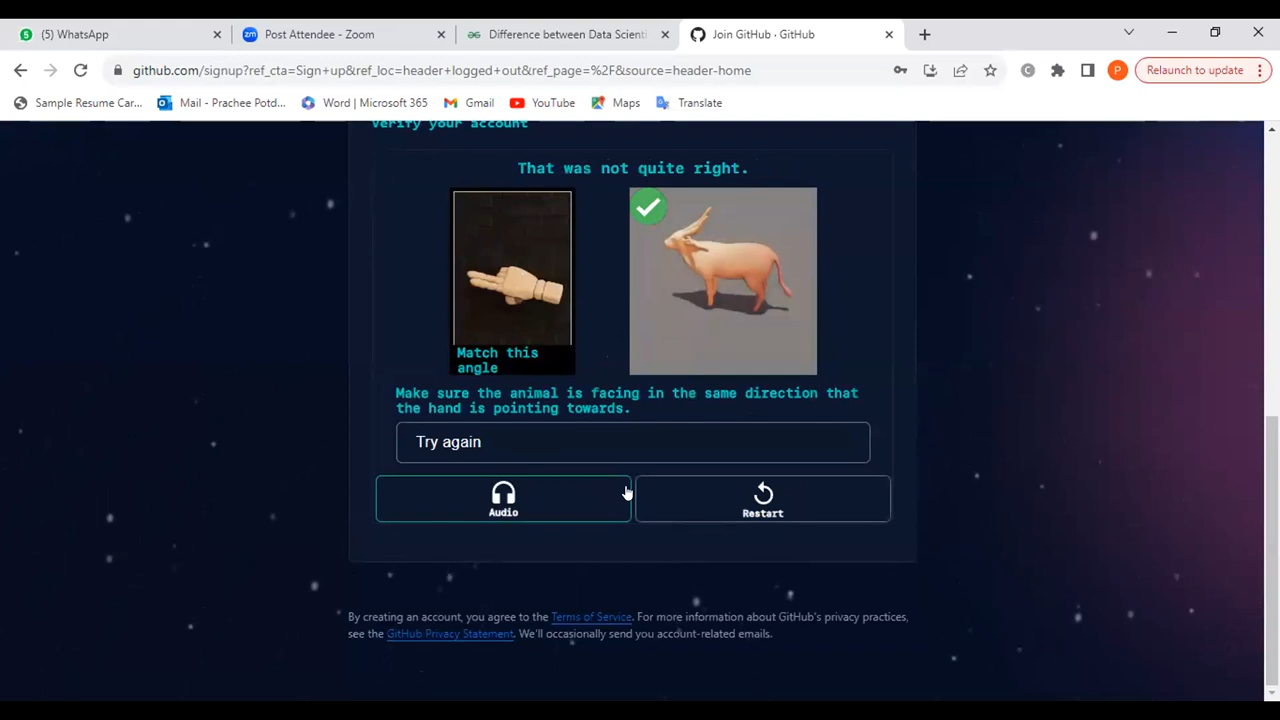 (5) WhatsApp
Post Attendee - Zoom
Difference between Data Scienti
Join GitHub · GitHub
github.com/signup?ref_cta=Sign+up&ref_loc=header+logged+out&ref_page=%2F&source=header-home
P
Relaunch to update
Sample Resume Car...
Mail - Prachee Potd...
Word | Microsoft 365
Gmail
YouTube
Maps
Translate
Verify your account
That was not quite right.
Match this
angle
Make sure the animal is facing in the same direction that
the hand is pointing towards.
Try again
Audio
Restart
By creating an account, you agree to the Terms of Service. For more information about GitHub's privacy practices,
see the GitHub Privacy Statement. We'll occasionally send you account-related emails.